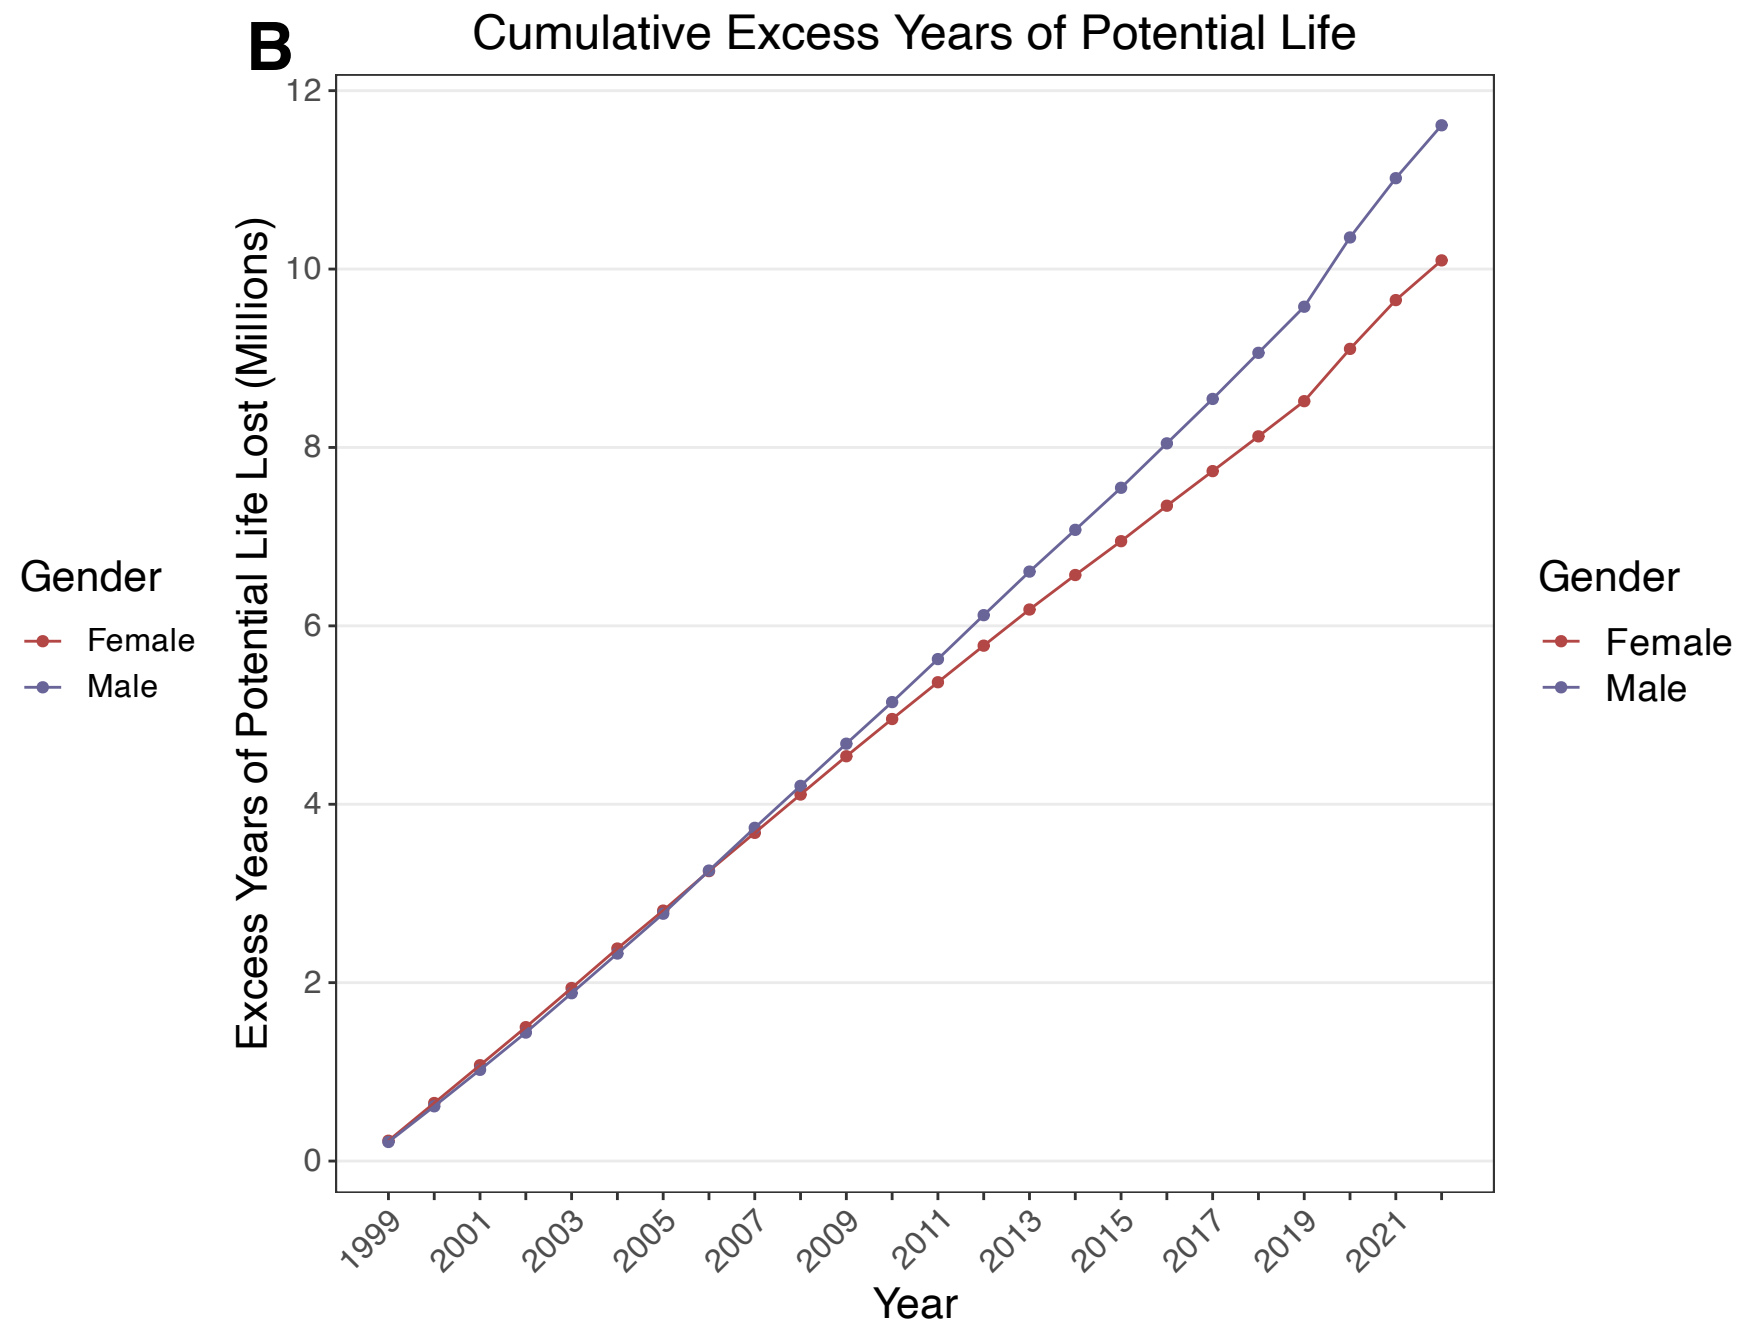 B
Cumulative Excess Years of Potential Life
Excess Years of Potential Life Lost (Millions)
12
10
8
6
4
2
0
1999
2001
2003
2005
2007
2009
2011
2013
2015
2017
2019
2021
Year
Gender
Female
Male
Gender
Female
Male